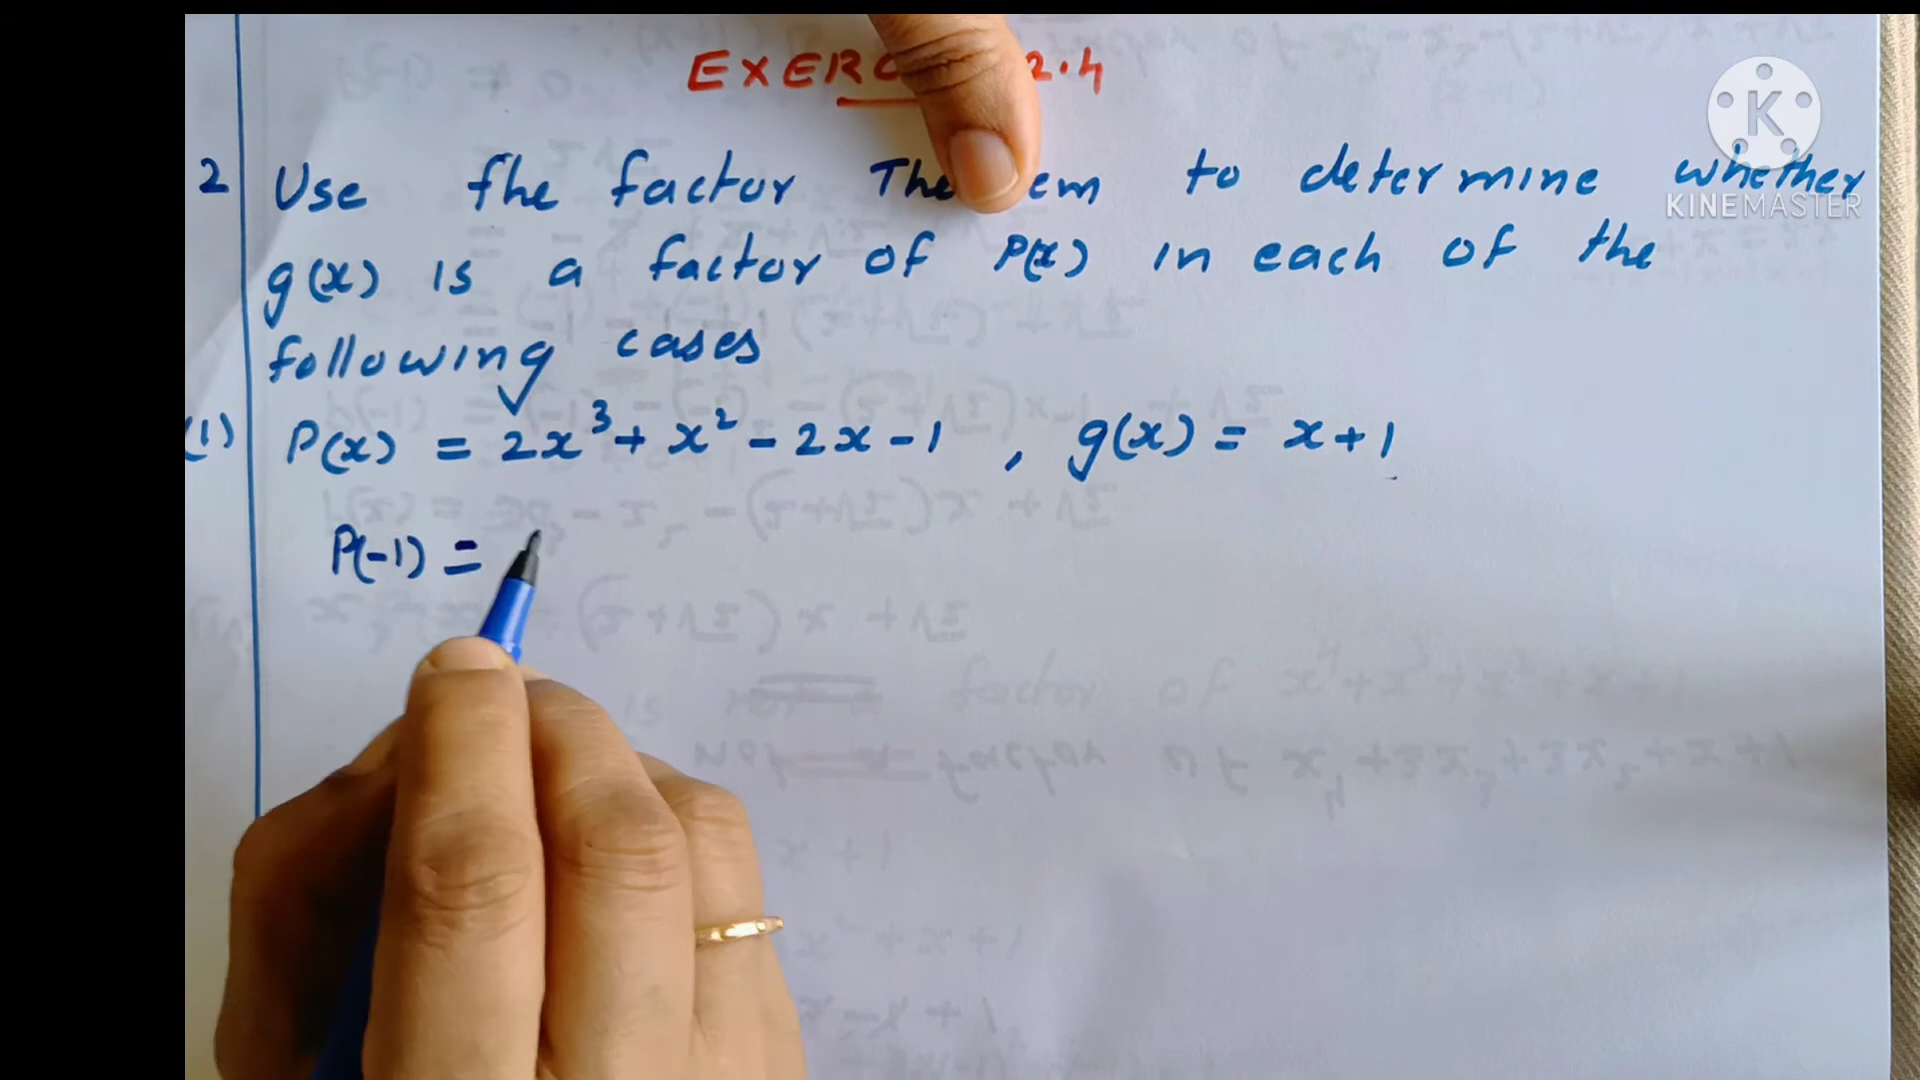 EXERC 2.4
2 Use the factor The em to determine whether
g(x) is a factor of P(x) in each of the
following cases
(1) P(x) = 2x³ + x² - 2x - 1 , g(x) = x + 1
P(-1) =
K
KINEMASTER